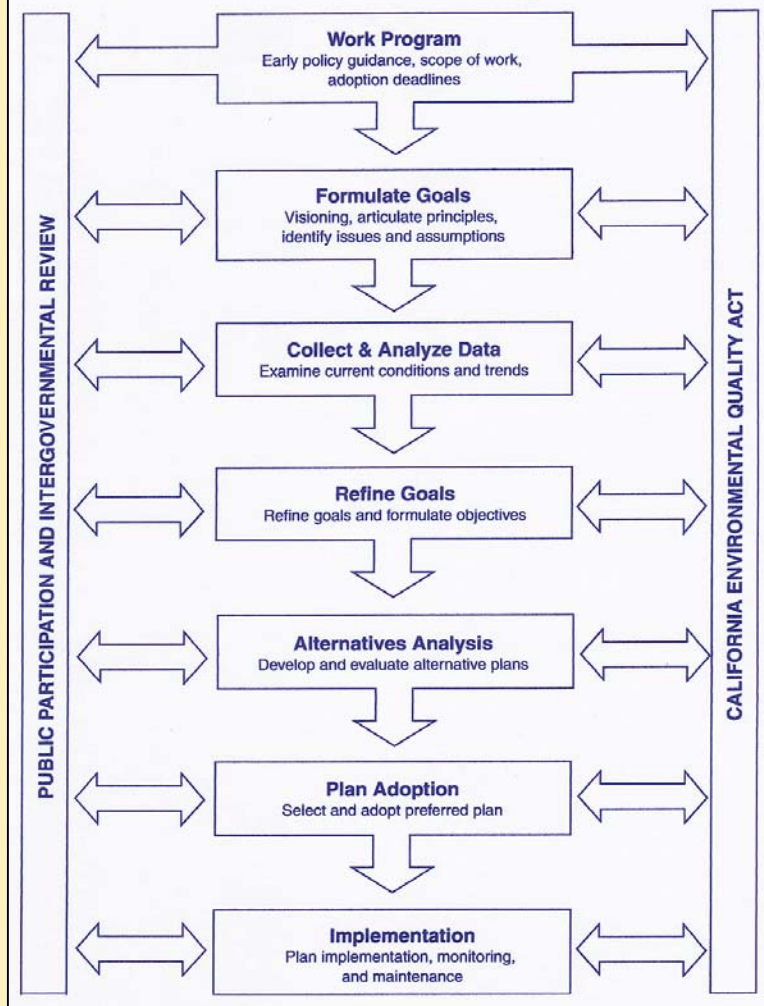 PUBLIC PARTICIPATION AND INTERGOVERNMENTAL REVIEW
Work Program
Early policy guidance, scope of work,
adoption deadlines
Formulate Goals
Visioning, articulate principles,
identify issues and assumptions
Collect & Analyze Data
Examine current conditions and trends
Refine Goals
Refine goals and formulate objectives
Alternatives Analysis
Develop and evaluate alternative plans
Plan Adoption
Select and adopt preferred plan
Implementation
Plan implementation, monitoring,
and maintenance
CALIFORNIA ENVIRONMENTAL QUALITY ACT